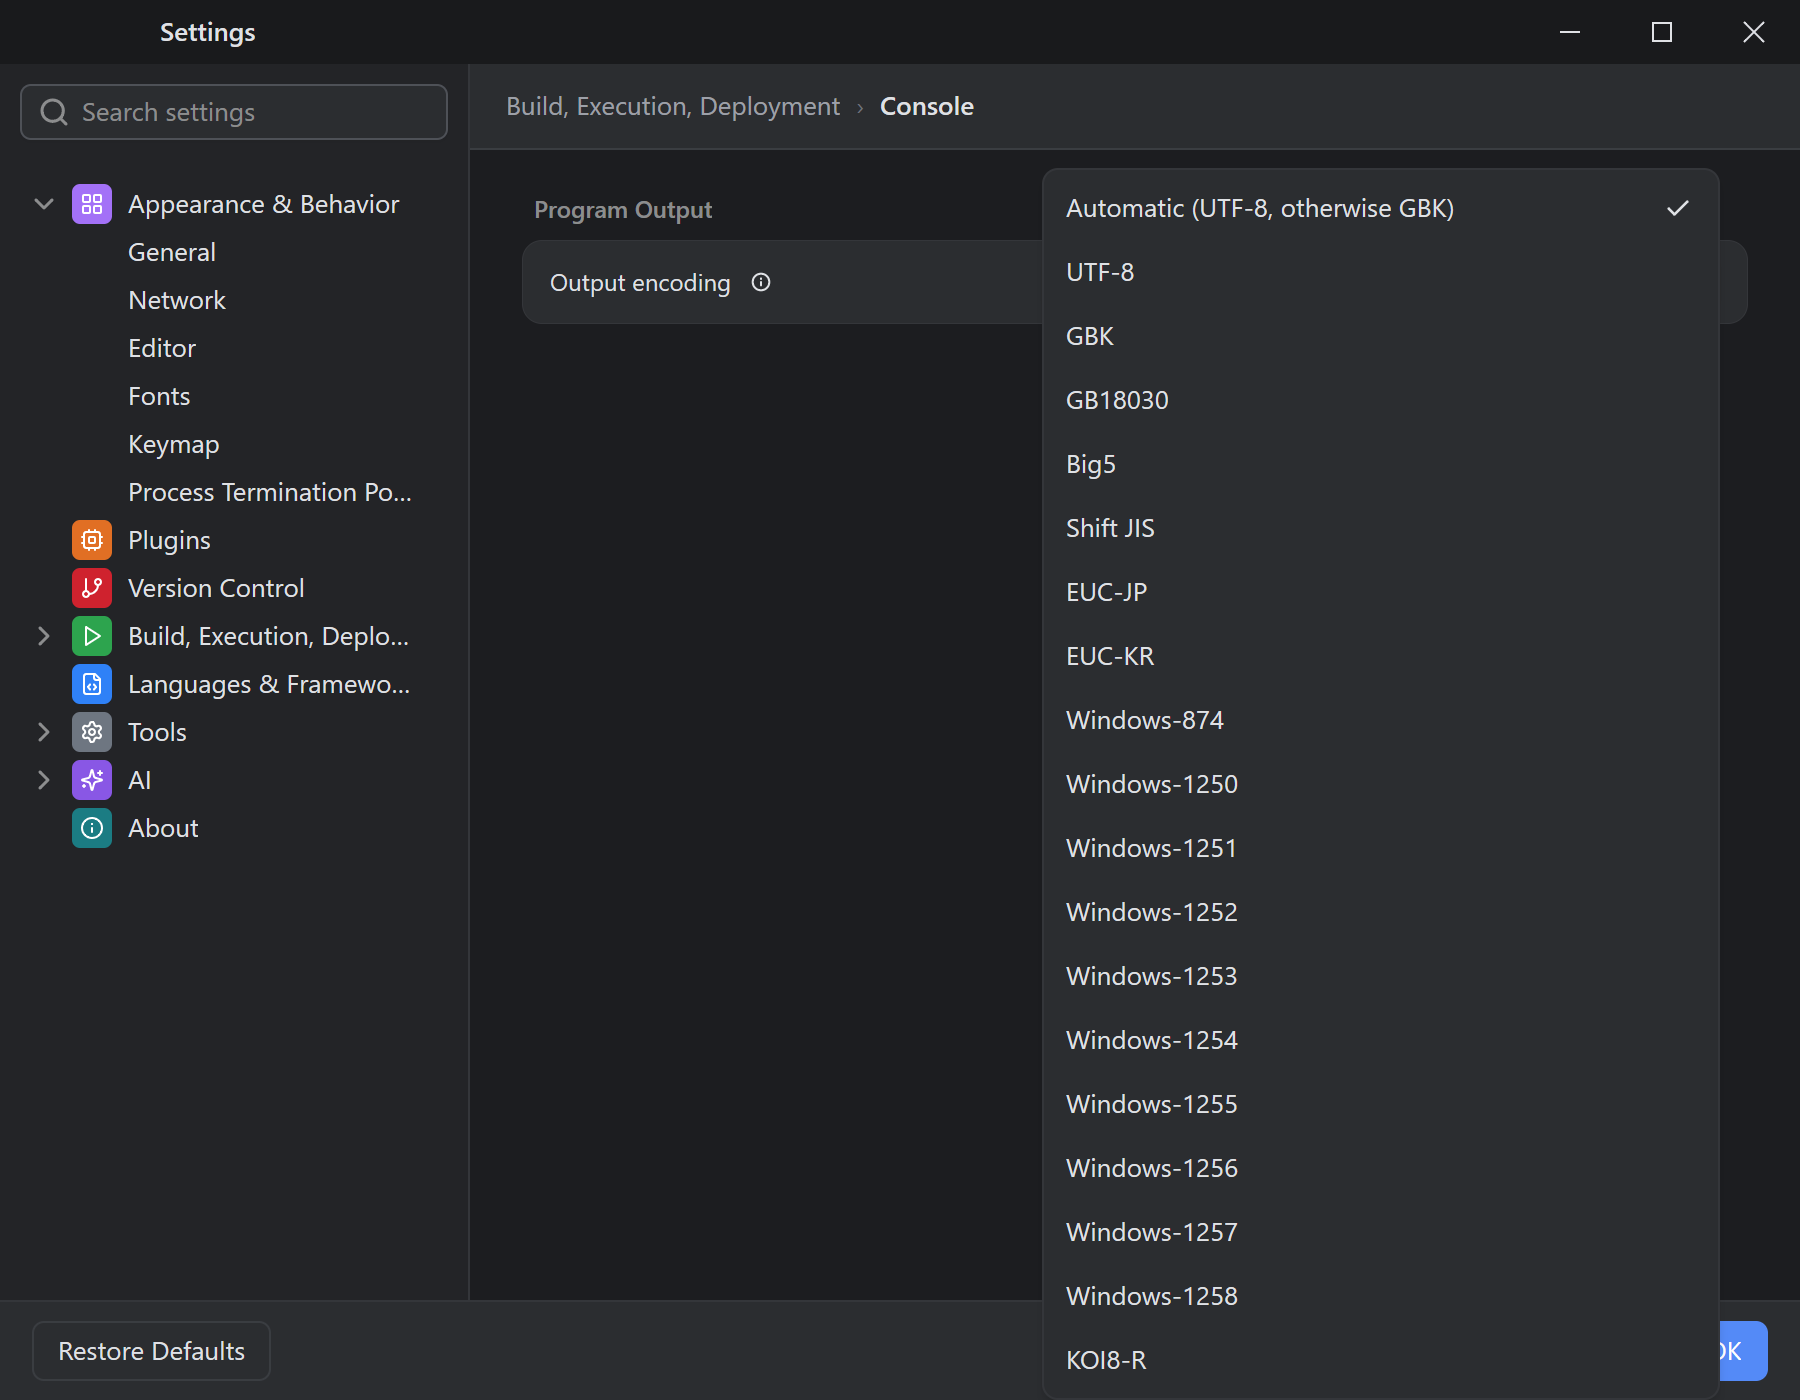 Settings
Search settings
Appearance & Behavior
General
Network
Editor
Fonts
Keymap
Process Termination Po...
Plugins
Version Control
Build, Execution, Deplo...
Languages & Framewo...
Tools
AI
About
Restore Defaults
Build, Execution, Deployment › Console
Program Output
Output encoding
Automatic (UTF-8, otherwise GBK)
UTF-8
GBK
GB18030
Big5
Shift JIS
EUC-JP
EUC-KR
Windows-874
Windows-1250
Windows-1251
Windows-1252
Windows-1253
Windows-1254
Windows-1255
Windows-1256
Windows-1257
Windows-1258
KOI8-R
OK